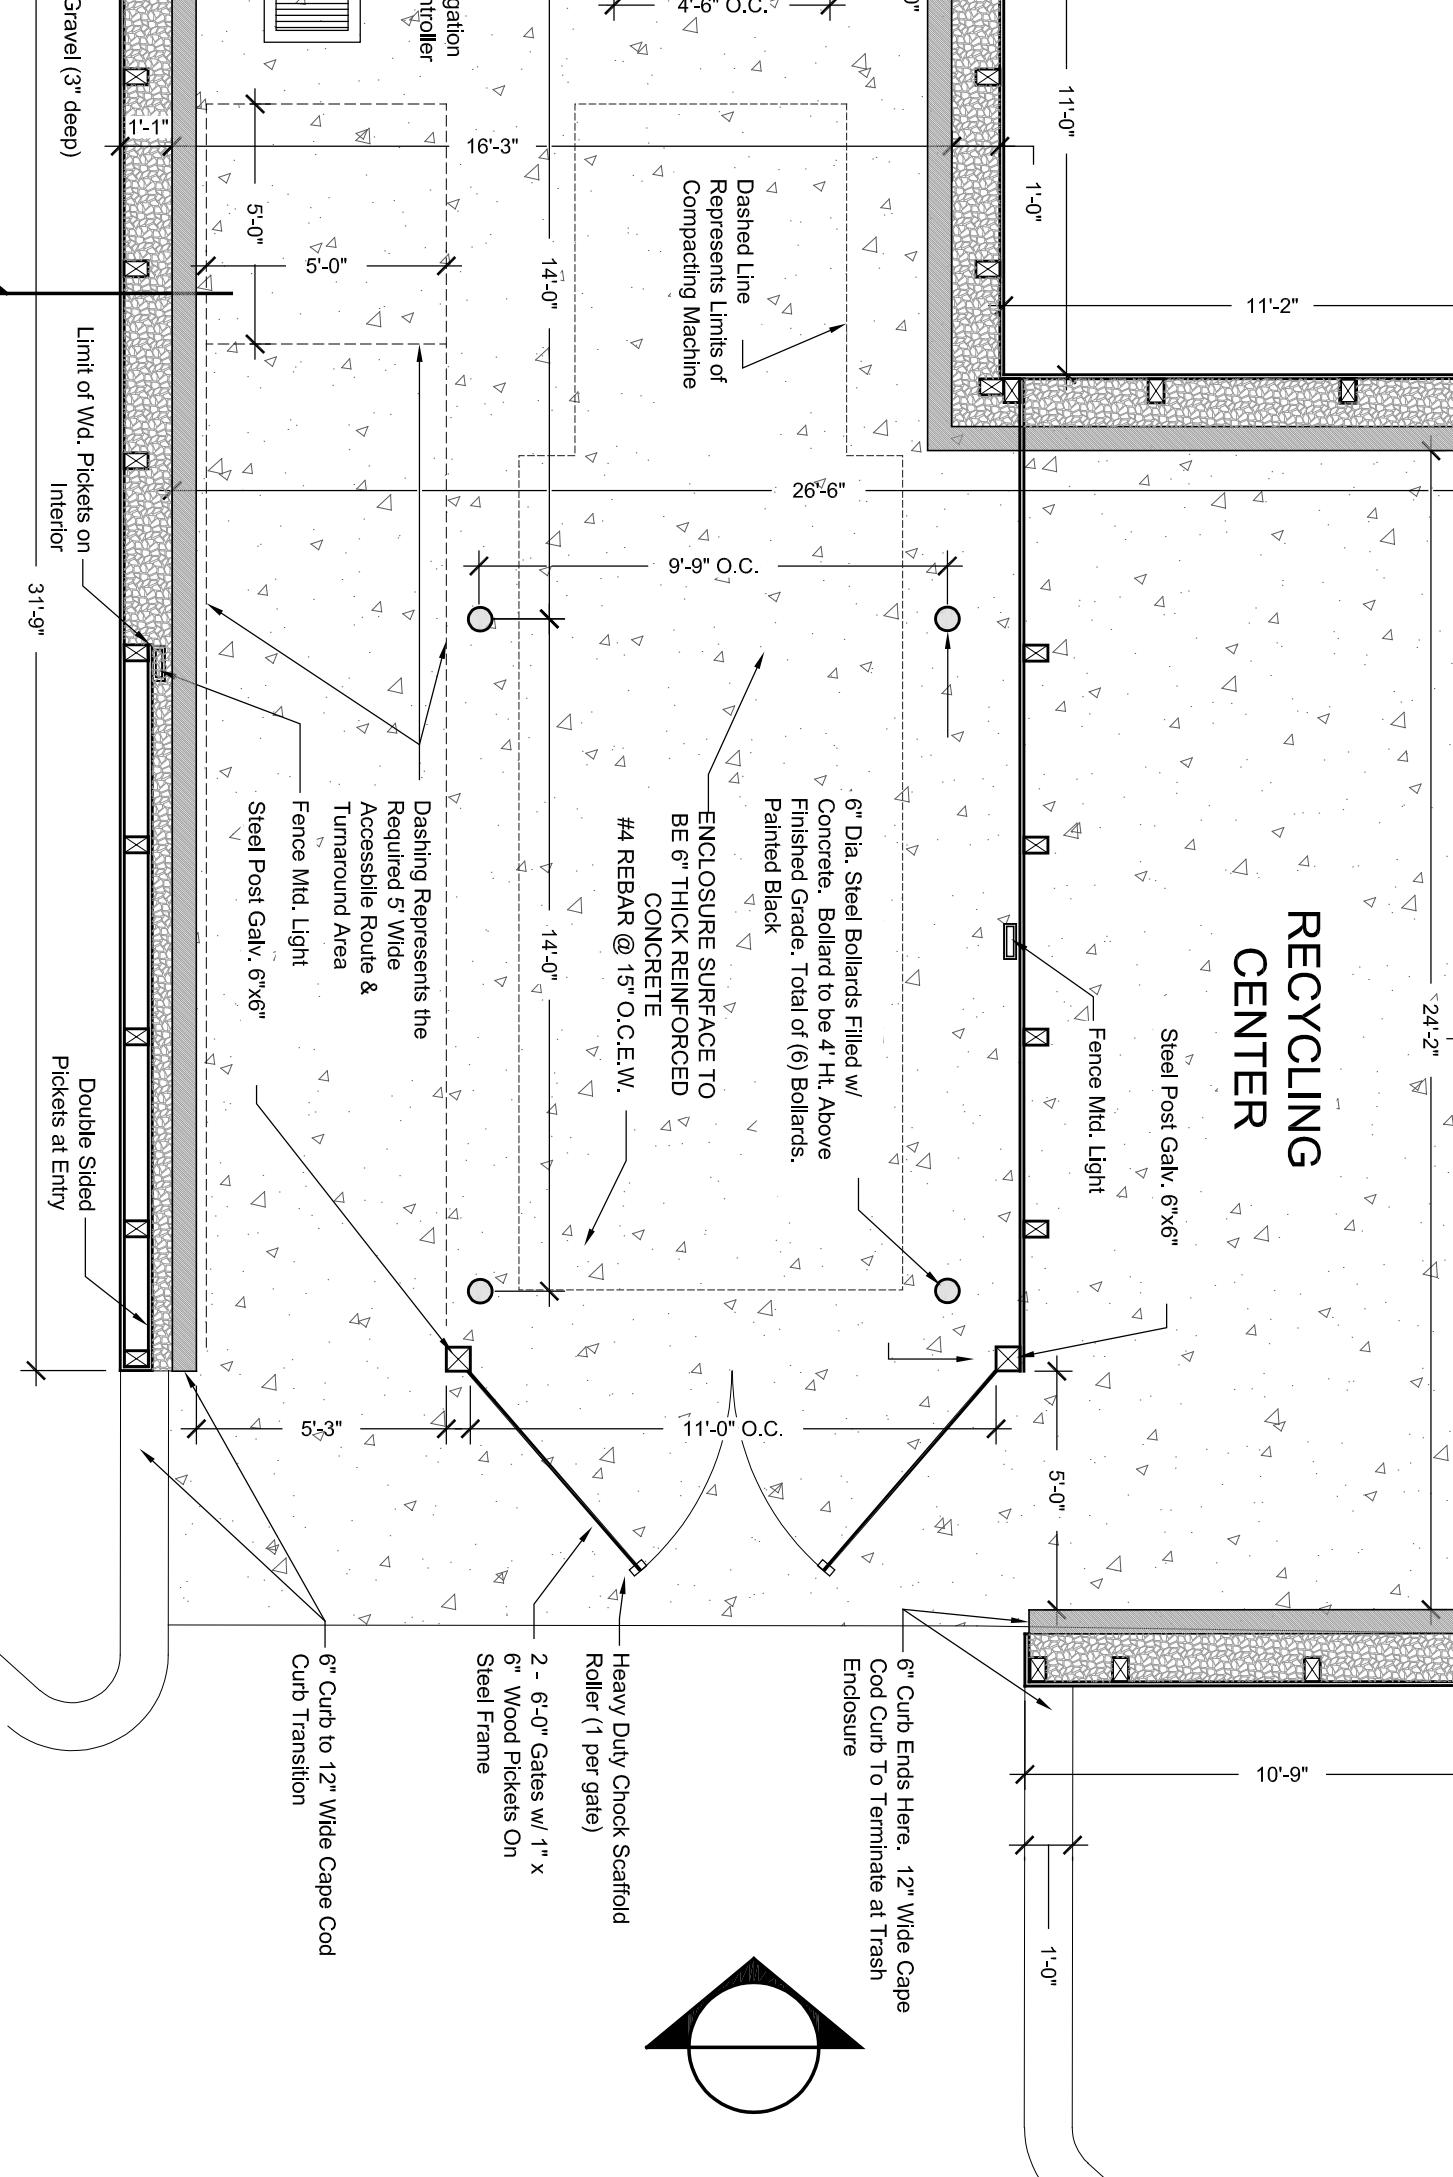 Gravel (3" deep)
4'-6" O.C.
1'-1"
16'-3"
1'-0"
11'-0"
5'-0"
5'-0"
14'-0"
11'-2"
Dashed Line
Represents Limits of
Compacting Machine
Limit of Wd. Pickets on
Interior
26'-6"
9'-9" O.C.
31'-9"
24'-2"
RECYCLING
CENTER
6" Dia. Steel Bollards Filled w/
Concrete. Bollard to be 4' Ht. Above
Finished Grade. Total of (6) Bollards.
Painted Black
ENCLOSURE SURFACE TO
BE 6" THICK REINFORCED
CONCRETE
#4 REBAR @ 15" O.C.E.W.
14'-0"
Dashing Represents the
Required 5' Wide
Accessbile Route &
Turnaround Area
Fence Mtd. Light
Steel Post Galv. 6"x6"
Steel Post Galv. 6"x6"
Fence Mtd. Light
Double Sided
Pickets at Entry
5'-3"
11'-0" O.C.
5'-0"
6" Curb Ends Here. 12" Wide Cape
Cod Curb To Terminate at Trash
Enclosure
Heavy Duty Chock Scaffold
Roller (1 per gate)
2 - 6'-0" Gates w/ 1" x
6" Wood Pickets On
Steel Frame
6" Curb to 12" Wide Cape Cod
Curb Transition
10'-9"
1'-0"